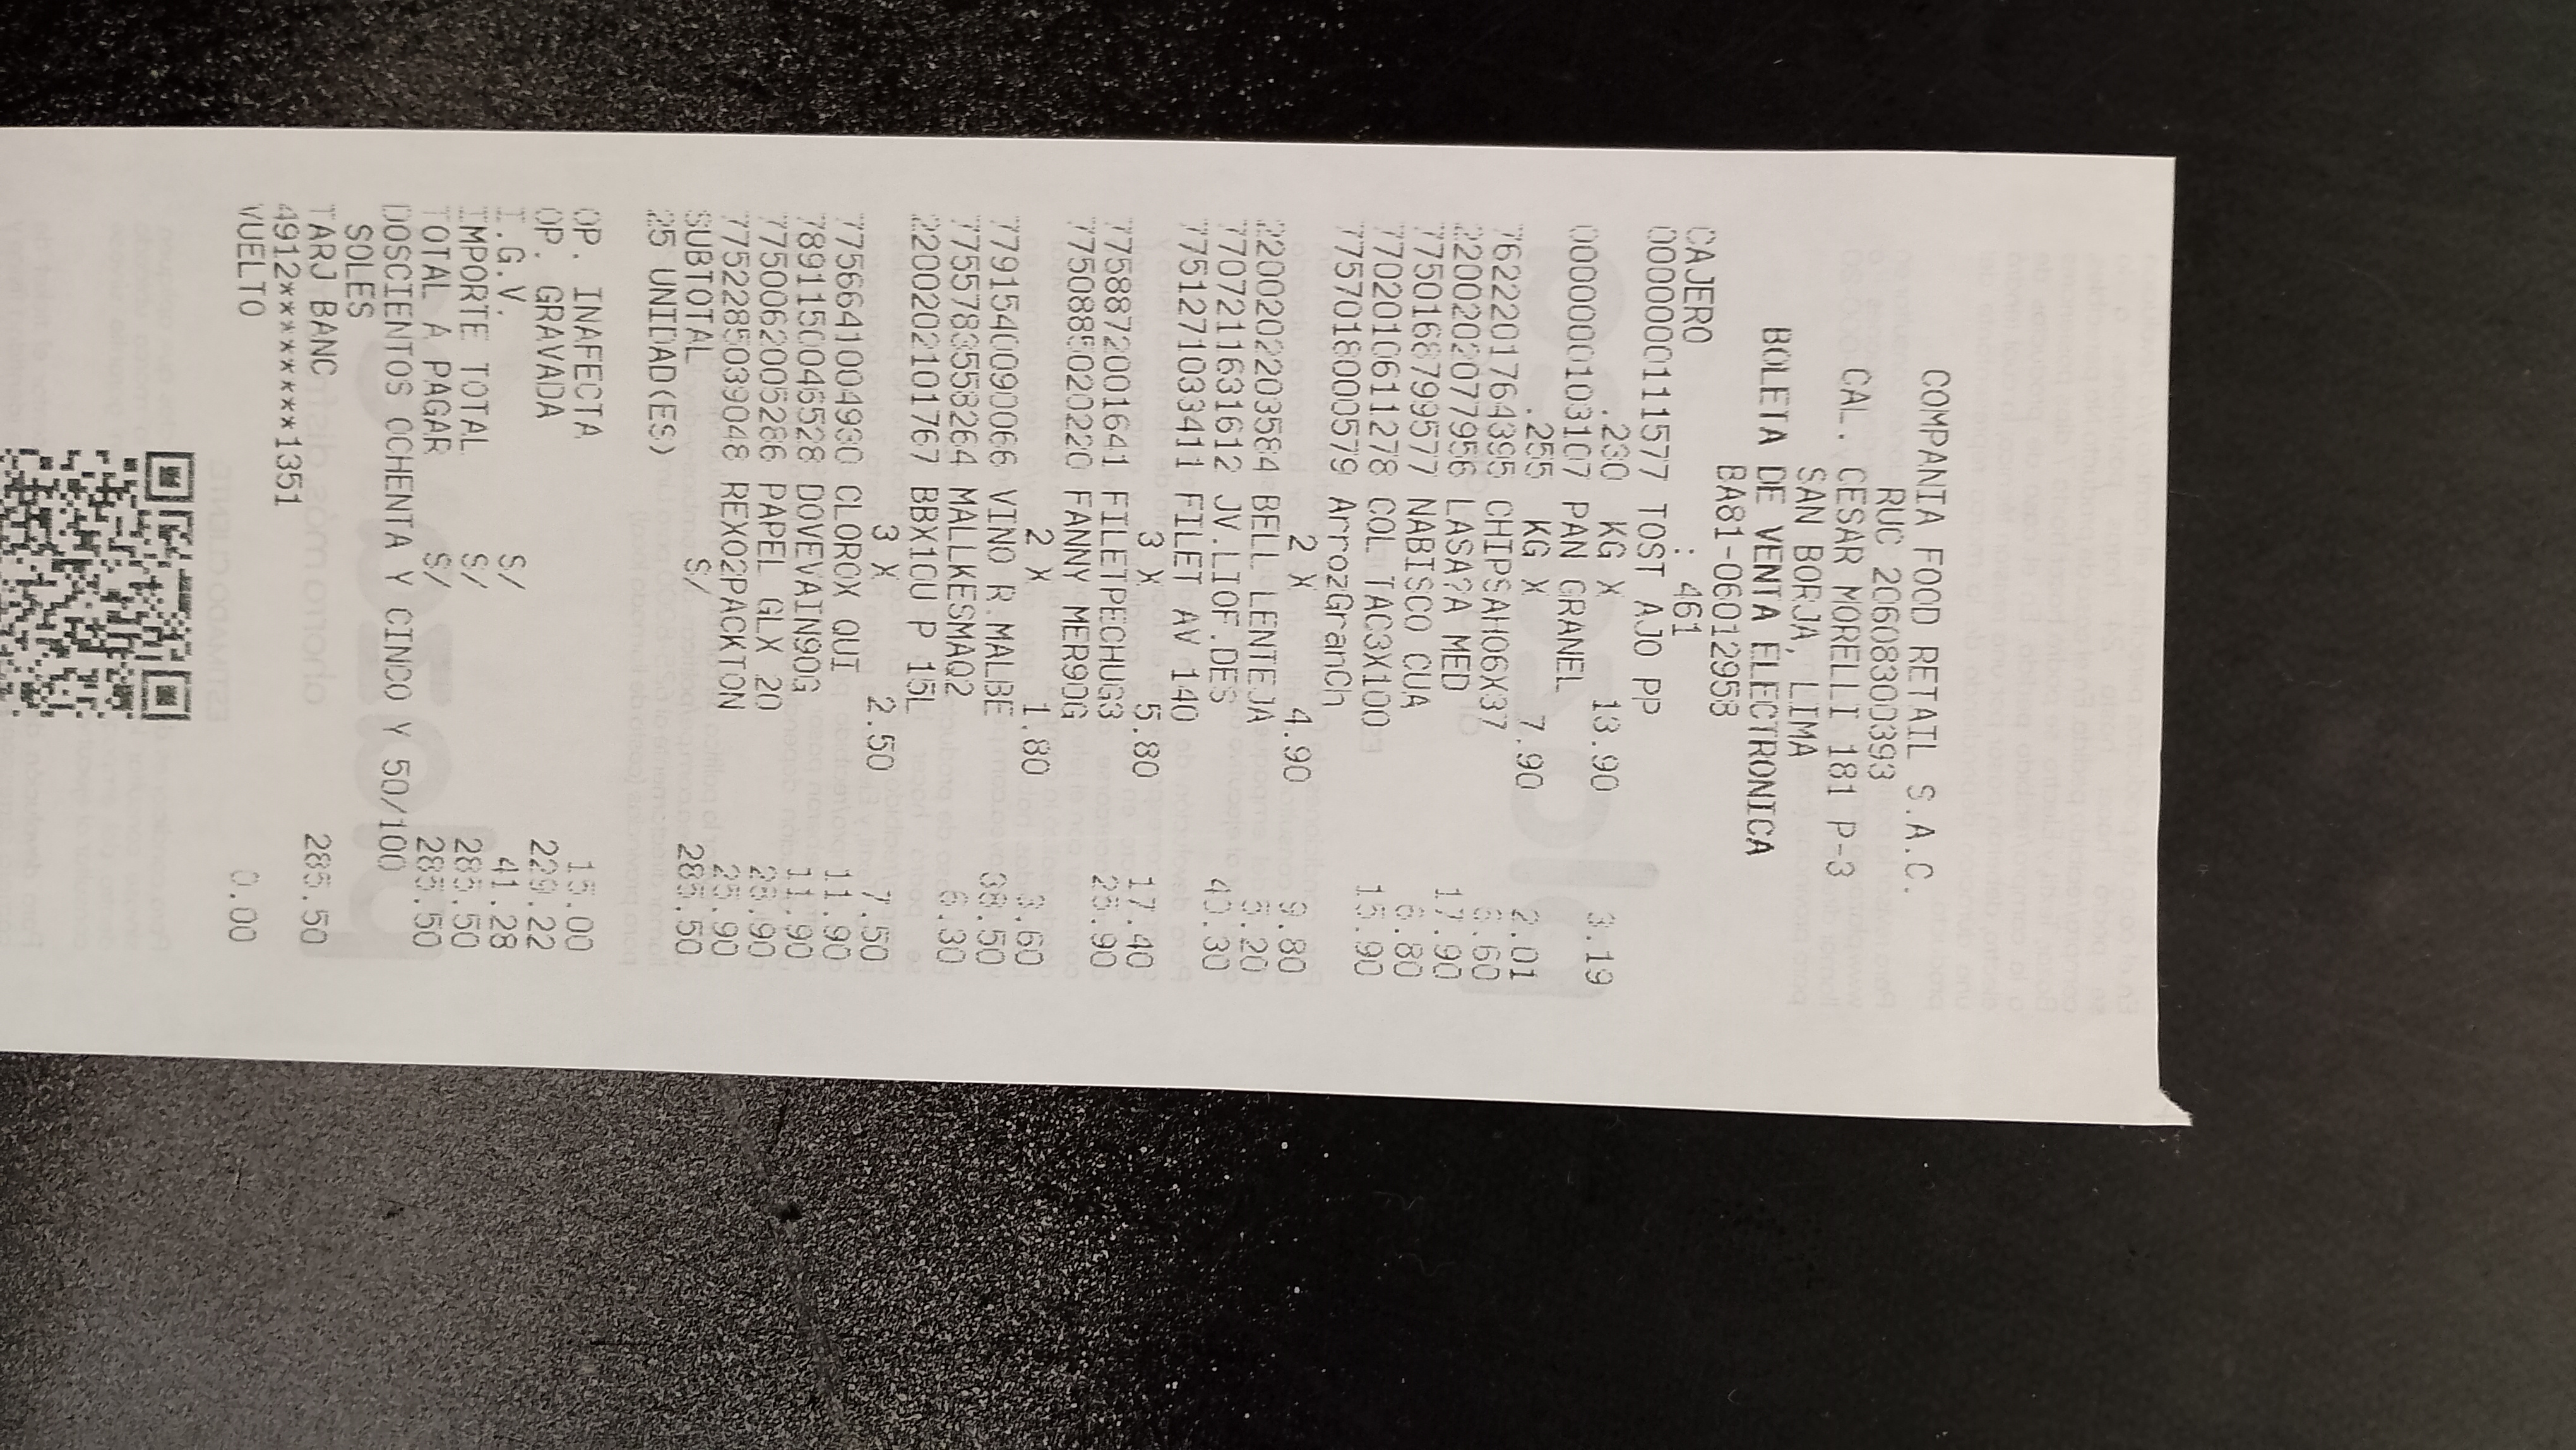 COMPANIA FOOD RETAIL S.A.C.
RUC 20608300393
CAL. CESAR MORELLI 181 P-3
SAN BORJA, LIMA
BOLETA DE VENTA ELECTRONICA
BA81-06012958
CAJERO : 461
0000000111577 TOST AJO PP
.230 KG X 13.90 3.19
0000000103107 PAN GRANEL
.255 KG X 7.90 2.01
7622201764395 CHIPSAHO6X37 6.60
2200202077956 LASA?A MED 17.90
7750168799577 NABISCO CUA 6.80
7702010611278 COL TAC3X100 15.90
7757018000579 ArrozGranCh
2 X 4.90 9.80
2200202203584 BELL LENTEJA 5.20
7707211631612 JV.LIOF.DES 40.30
7751271033411 FILET AV 140
3 X 5.80 17.40
7758872001641 FILETPECHUG3 25.90
7750885020220 FANNY MER90G
2 X 1.80 3.60
7791540090066 VINO R.MALBE 38.50
7755783558264 MALLKESMAQ2 6.30
2200202210167 BBX10U P 15L
3 X 2.50 7.50
7756641004930 CLOROX QUI 11.90
7891150046528 DOVEVAIN90G 11.90
7750062005286 PAPEL GLX 20 28.90
7752285039048 REXO2PACKTON 25.90
SUBTOTAL S/ 285.50
25 UNIDAD(ES)
OP. INAFECTA 15.00
OP. GRAVADA 229.22
I.G.V. S/ 41.28
IMPORTE TOTAL S/ 285.50
TOTAL A PAGAR S/ 285.50
DOSCIENTOS OCHENTA Y CINCO Y 50/100
SOLES
TARJ BANC 285.50
4912********1351
VUELTO 0.00